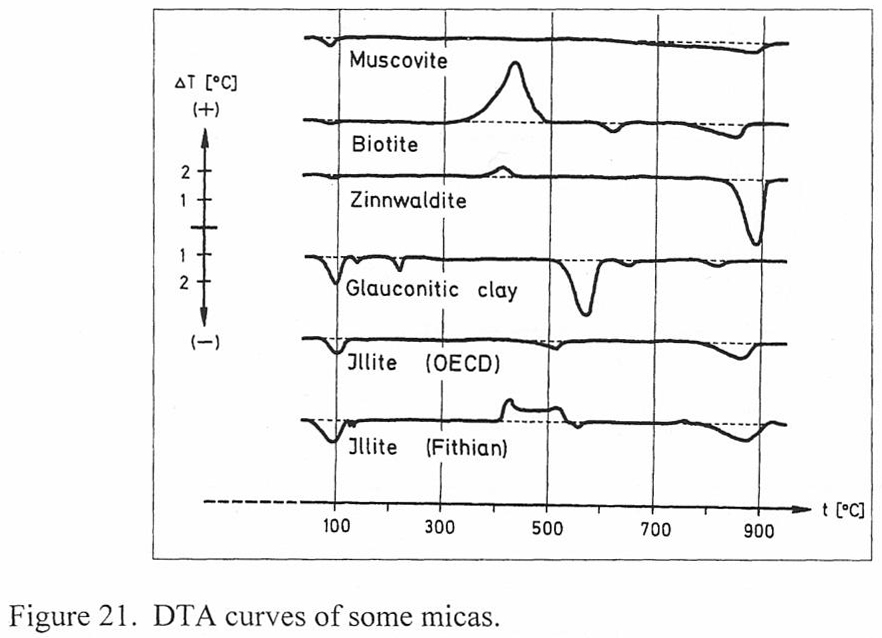 Muscovite
ΔT [°C]
(+)
Biotite
2
Zinnwaldite
1
1
2
Glauconitic clay
(—)
Jllite (OECD)
Jllite (Fithian)
t [°C]
100 300 500 700 900
Figure 21. DTA curves of some micas.